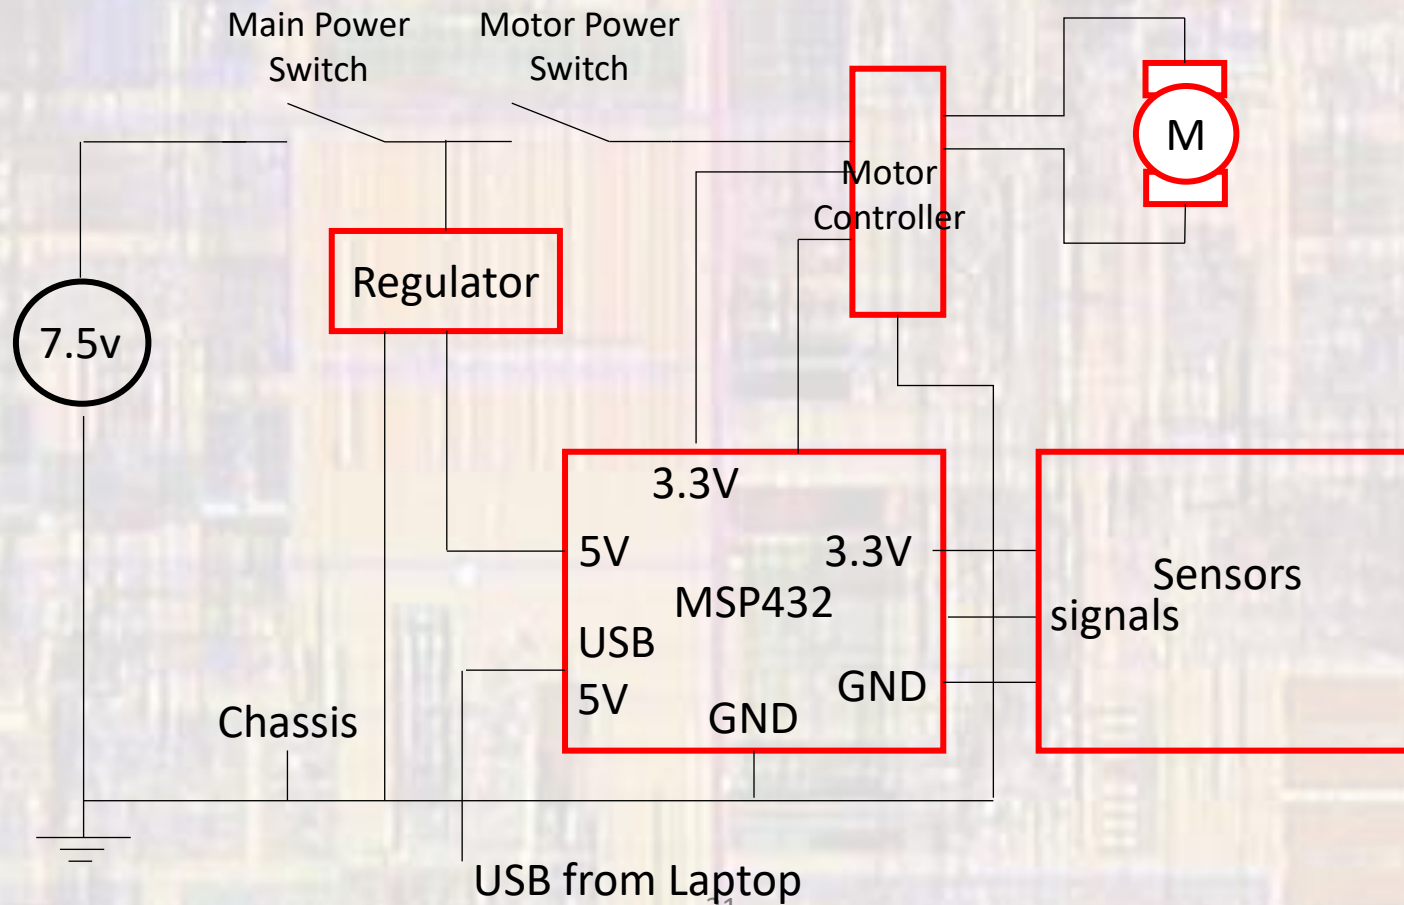 Main Power
Switch
Motor Power
Switch
M
Motor
Controller
Regulator
7.5v
3.3V
5V
3.3V
MSP432
Sensors
signals
USB
5V
GND
GND
Chassis
USB from Laptop